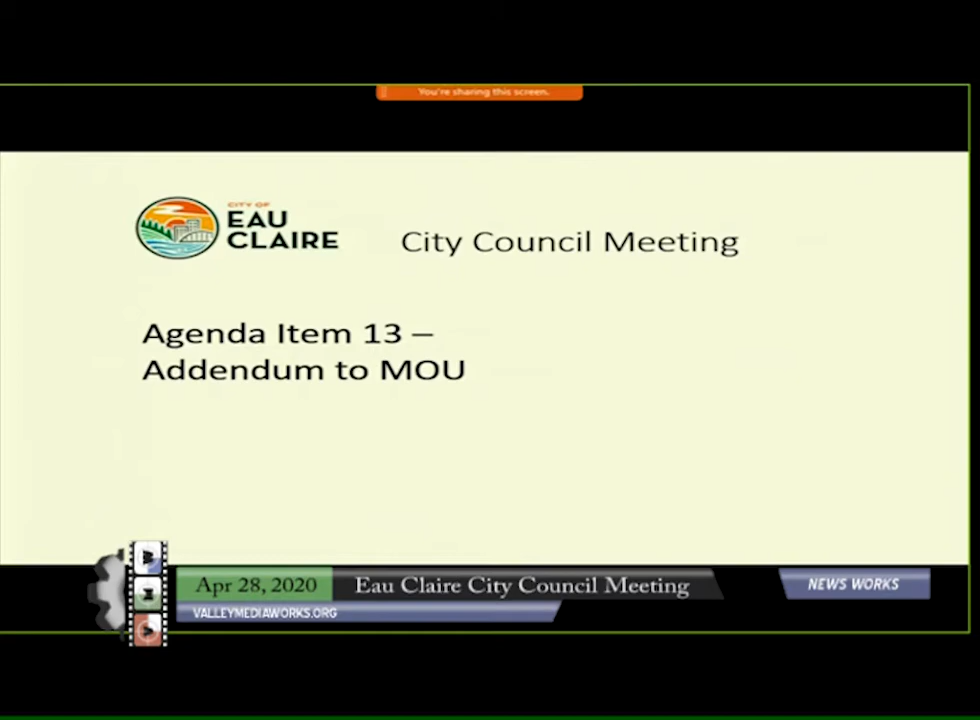 You're sharing this screen.
CITY OF
EAU
CLAIRE
City Council Meeting
Agenda Item 13 –
Addendum to MOU
Apr 28, 2020
Eau Claire City Council Meeting
NEWS WORKS
VALLEYMEDIAWORKS.ORG